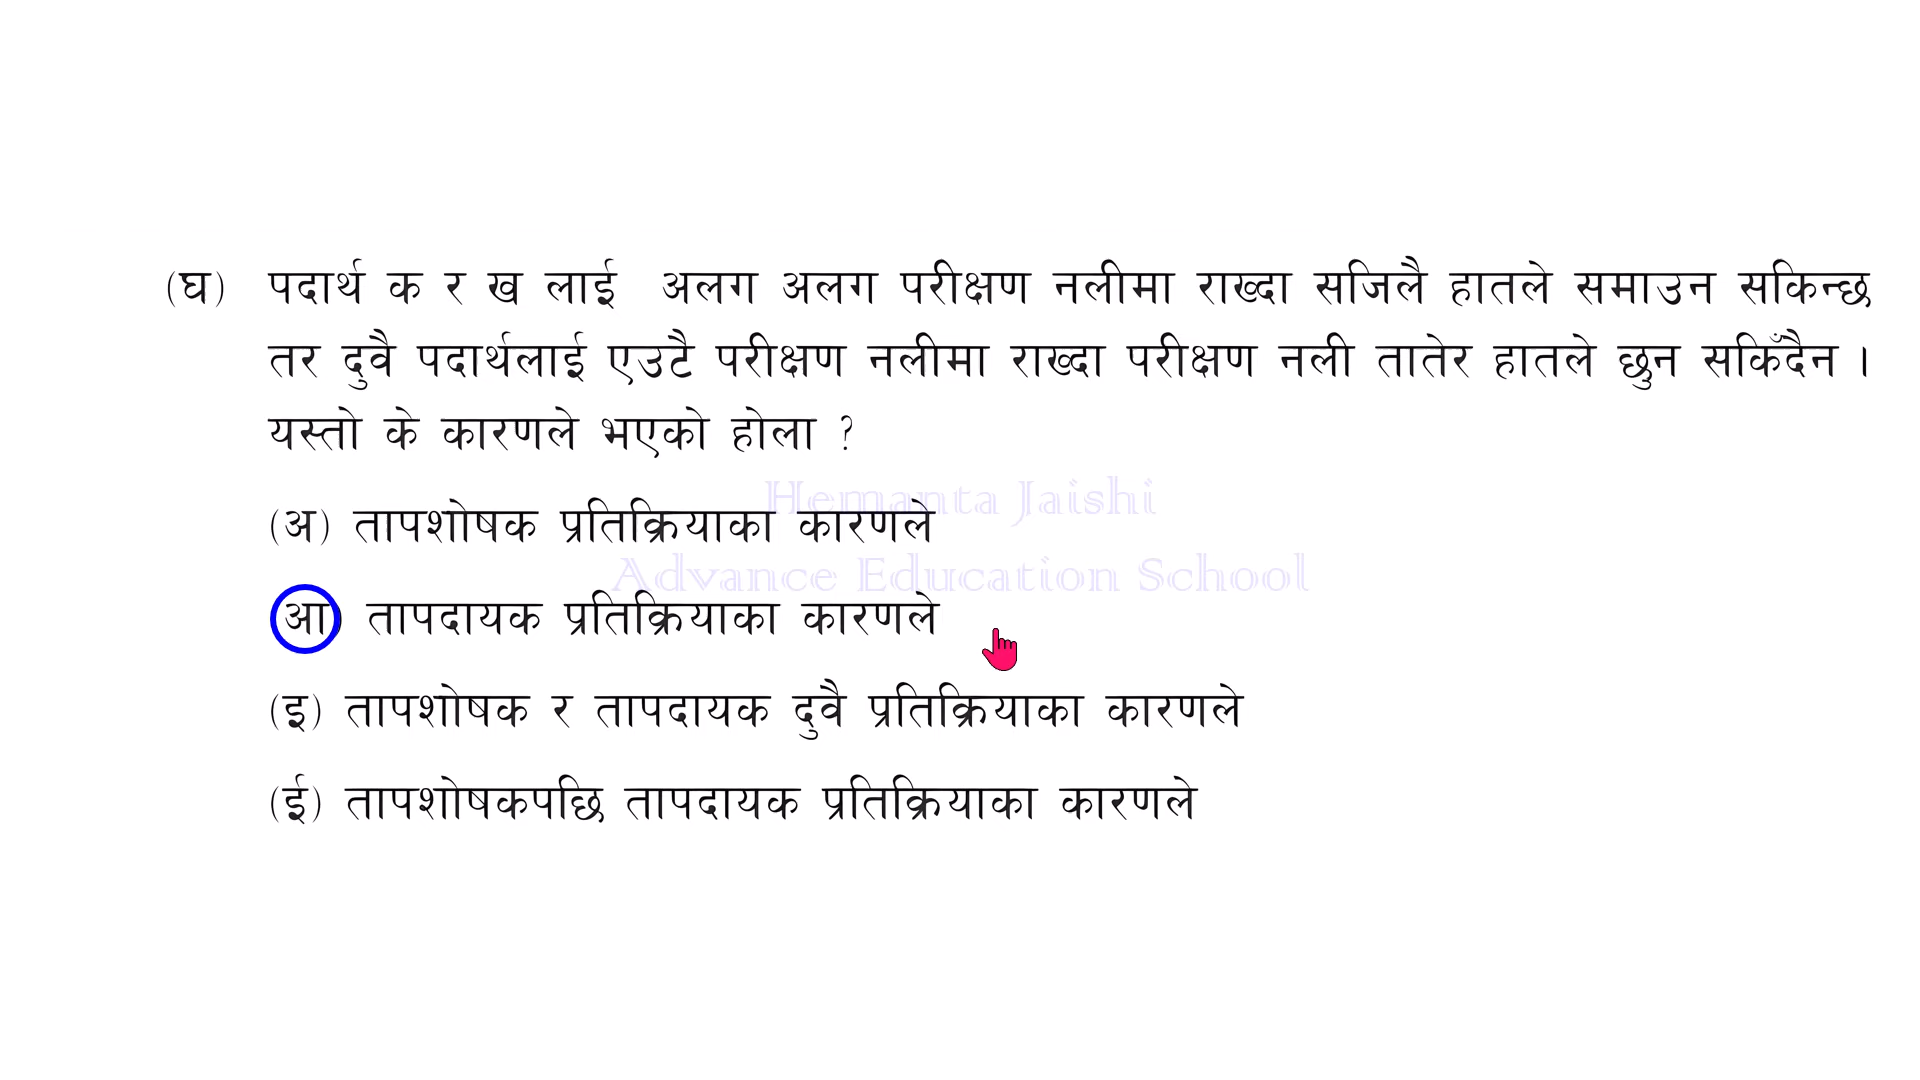 (घ) पदार्थ क र ख लाई अलग अलग परीक्षण नलीमा राख्दा सजिलै हातले समाउन सकिन्छ
तर दुवै पदार्थलाई एउटै परीक्षण नलीमा राख्दा परीक्षण नली तातेर हातले छुन सकिँदैन ।
यस्तो के कारणले भएको होला ?
Hemanta Jaishi
(अ) तापशोषक प्रतिक्रियाका कारणले
Advance Education School
आ तापदायक प्रतिक्रियाका कारणले
(इ) तापशोषक र तापदायक दुवै प्रतिक्रियाका कारणले
(ई) तापशोषकपछि तापदायक प्रतिक्रियाका कारणले